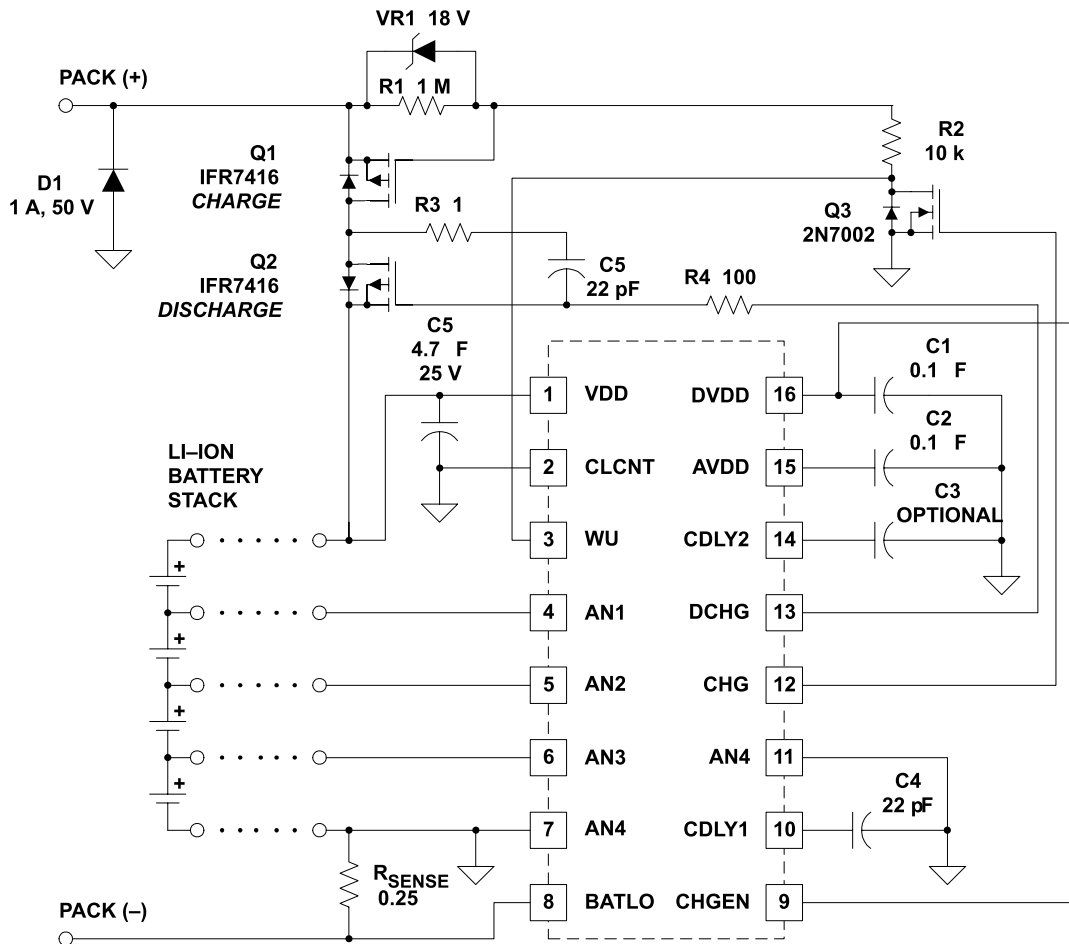 VR1 18 V
PACK (+)
R1 1 M
R2
10 k
Q1
IFR7416
CHARGE
D1
1 A, 50 V
R3 1
Q3
2N7002
Q2
IFR7416
DISCHARGE
C5
22 pF
R4 100
C5
4.7 F
25 V
C1
0.1 F
1 VDD
DVDD 16
C2
0.1 F
LI–ION
BATTERY
STACK
2 CLCNT
AVDD 15
C3
OPTIONAL
3 WU
CDLY2 14
+
4 AN1
DCHG 13
+
5 AN2
CHG 12
+
6 AN3
AN4 11
+
C4
22 pF
7 AN4
CDLY1 10
RSENSE
0.25
8 BATLO
CHGEN 9
PACK (–)